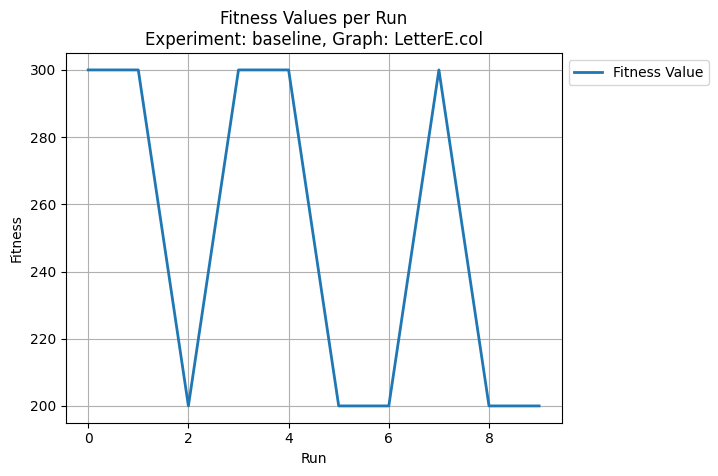 Fitness Values per Run
Experiment: baseline, Graph: LetterE.col
Fitness Value
300
280
260
240
220
200
Fitness
0 2 4 6 8
Run